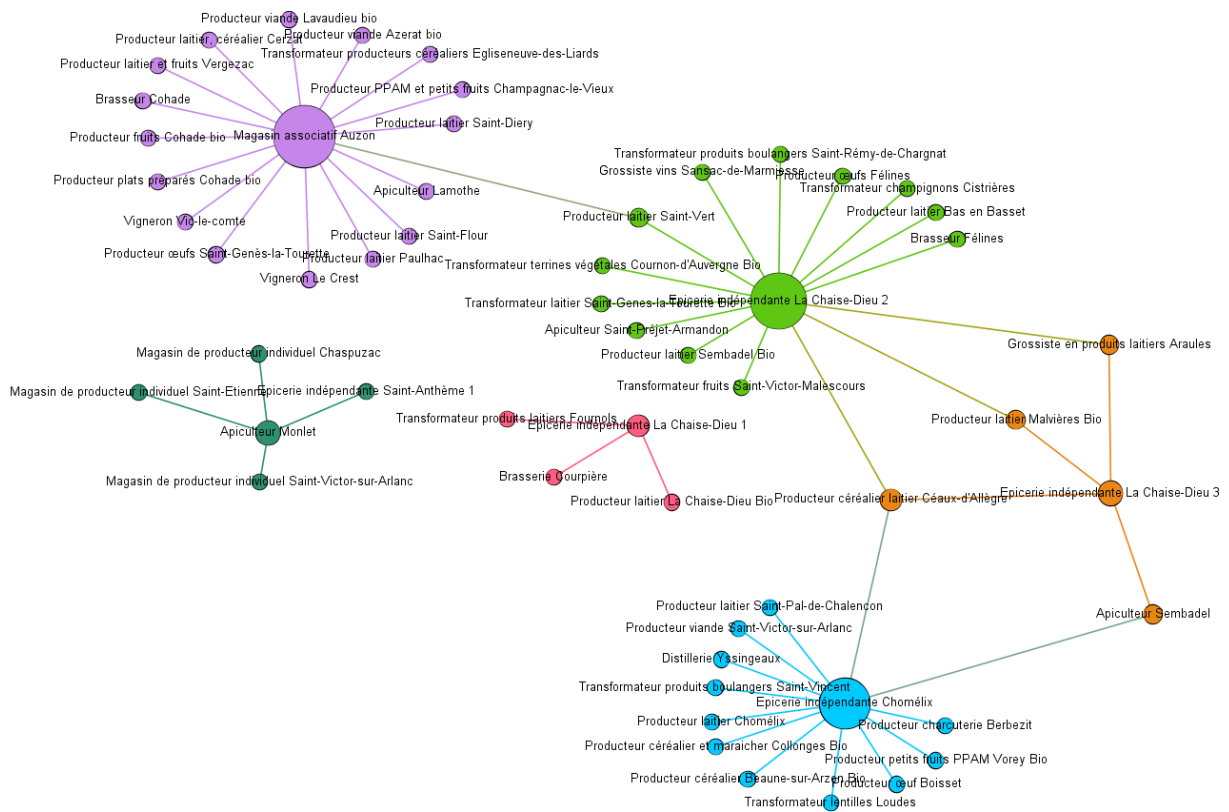 Producteur viande Lavaudieu bio
Producteur viande Azerat bio
Producteur laitier, céréalier Cerzat
Transformateur producteurs céréaliers Egliseneuve-des-Liards
Producteur laitier et fruits Vergezac
Producteur PPAM et petits fruits Champagnac-le-Vieux
Brasseur Cohade
Producteur laitier Saint-Diery
Magasin associatif Auzon
Producteur fruits Cohade bio
Transformateur produits boulangers Saint-Rémy-de-Chargnat
Grossiste vins Sansac-de-Marmiesse
Producteur œufs Félines
Producteur plats préparés Cohade bio
Apiculteur Lamothe
Transformateur champignons Cistrières
Producteur laitier Bas en Basset
Producteur laitier Saint-Vert
Vigneron Vic-le-comte
Producteur laitier Saint-Flour
Brasseur Félines
Producteur œufs Saint-Genès-la-Tourette
Producteur laitier Paulhac
Transformateur terrines végétales Cournon-d'Auvergne Bio
Vigneron Le Crest
Epicerie indépendante La Chaise-Dieu 2
Transformateur laitier Saint-Genes-la-Tourette Bio
Apiculteur Saint-Préjet-Armandon
Grossiste en produits laitiers Araules
Magasin de producteur individuel Chaspuzac
Producteur laitier Sembadel Bio
Magasin de producteur individuel Saint-Etienne
Epicerie indépendante Saint-Anthème 1
Transformateur fruits Saint-Victor-Malescours
Transformateur produits laitiers Fournols
Producteur laitier Malvières Bio
Apiculteur Monlet
Epicerie indépendante La Chaise-Dieu 1
Brasserie Courpière
Magasin de producteur individuel Saint-Victor-sur-Arlanc
Epicerie indépendante La Chaise-Dieu 3
Producteur laitier La Chaise-Dieu Bio
Producteur céréalier laitier Céaux-d'Allègre
Producteur laitier Saint-Pal-de-Chalencon
Apiculteur Sembadel
Producteur viande Saint-Victor-sur-Arlanc
Distillerie Yssingeaux
Transformateur produits boulangers Saint-Vincent
Epicerie indépendante Chomélix
Producteur laitier Chomélix
Producteur charcuterie Berbezit
Producteur céréalier et maraicher Collonges Bio
Producteur petits fruits PPAM Vorey Bio
Producteur céréalier Beaune-sur-Arzon Bio
Producteur œuf Boisset
Transformateur lentilles Loudes